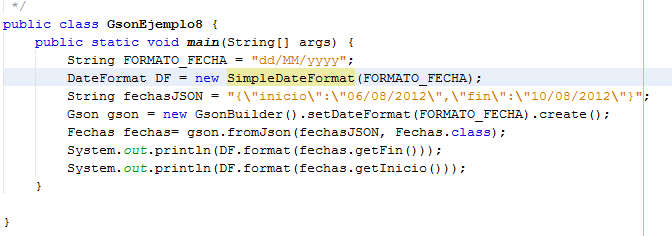 */
public class GsonEjemplo8 {
    public static void main(String[] args) {
        String FORMATO_FECHA = "dd/MM/yyyy";
        DateFormat DF = new SimpleDateFormat(FORMATO_FECHA);
        String fechasJSON = "{\"inicio\":\"06/08/2012\",\"fin\":\"10/08/2012\"}";
        Gson gson = new GsonBuilder().setDateFormat(FORMATO_FECHA).create();
        Fechas fechas= gson.fromJson(fechasJSON, Fechas.class);
        System.out.println(DF.format(fechas.getFin()));
        System.out.println(DF.format(fechas.getInicio()));
    }
}